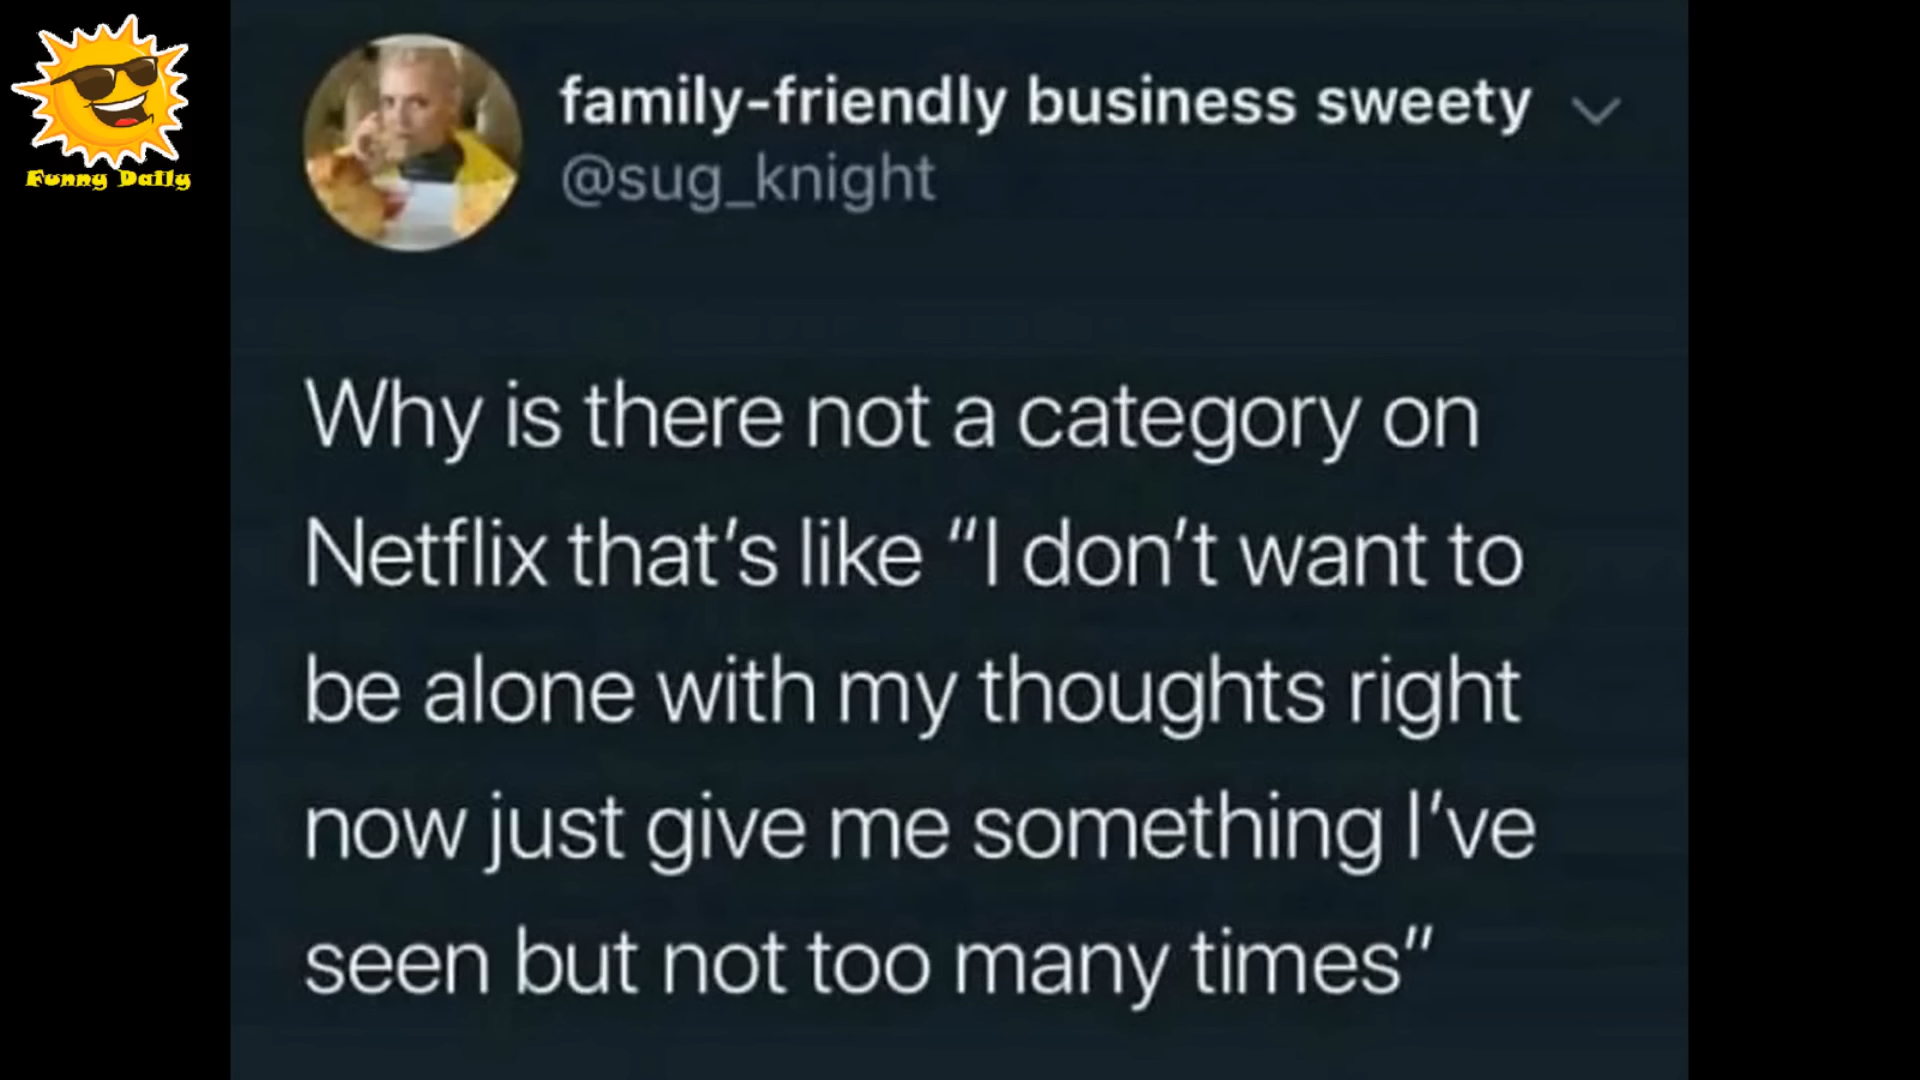 Funny Daily
family-friendly business sweety
@sug_knight
Why is there not a category on
Netflix that's like “I don't want to
be alone with my thoughts right
now just give me something I've
seen but not too many times”